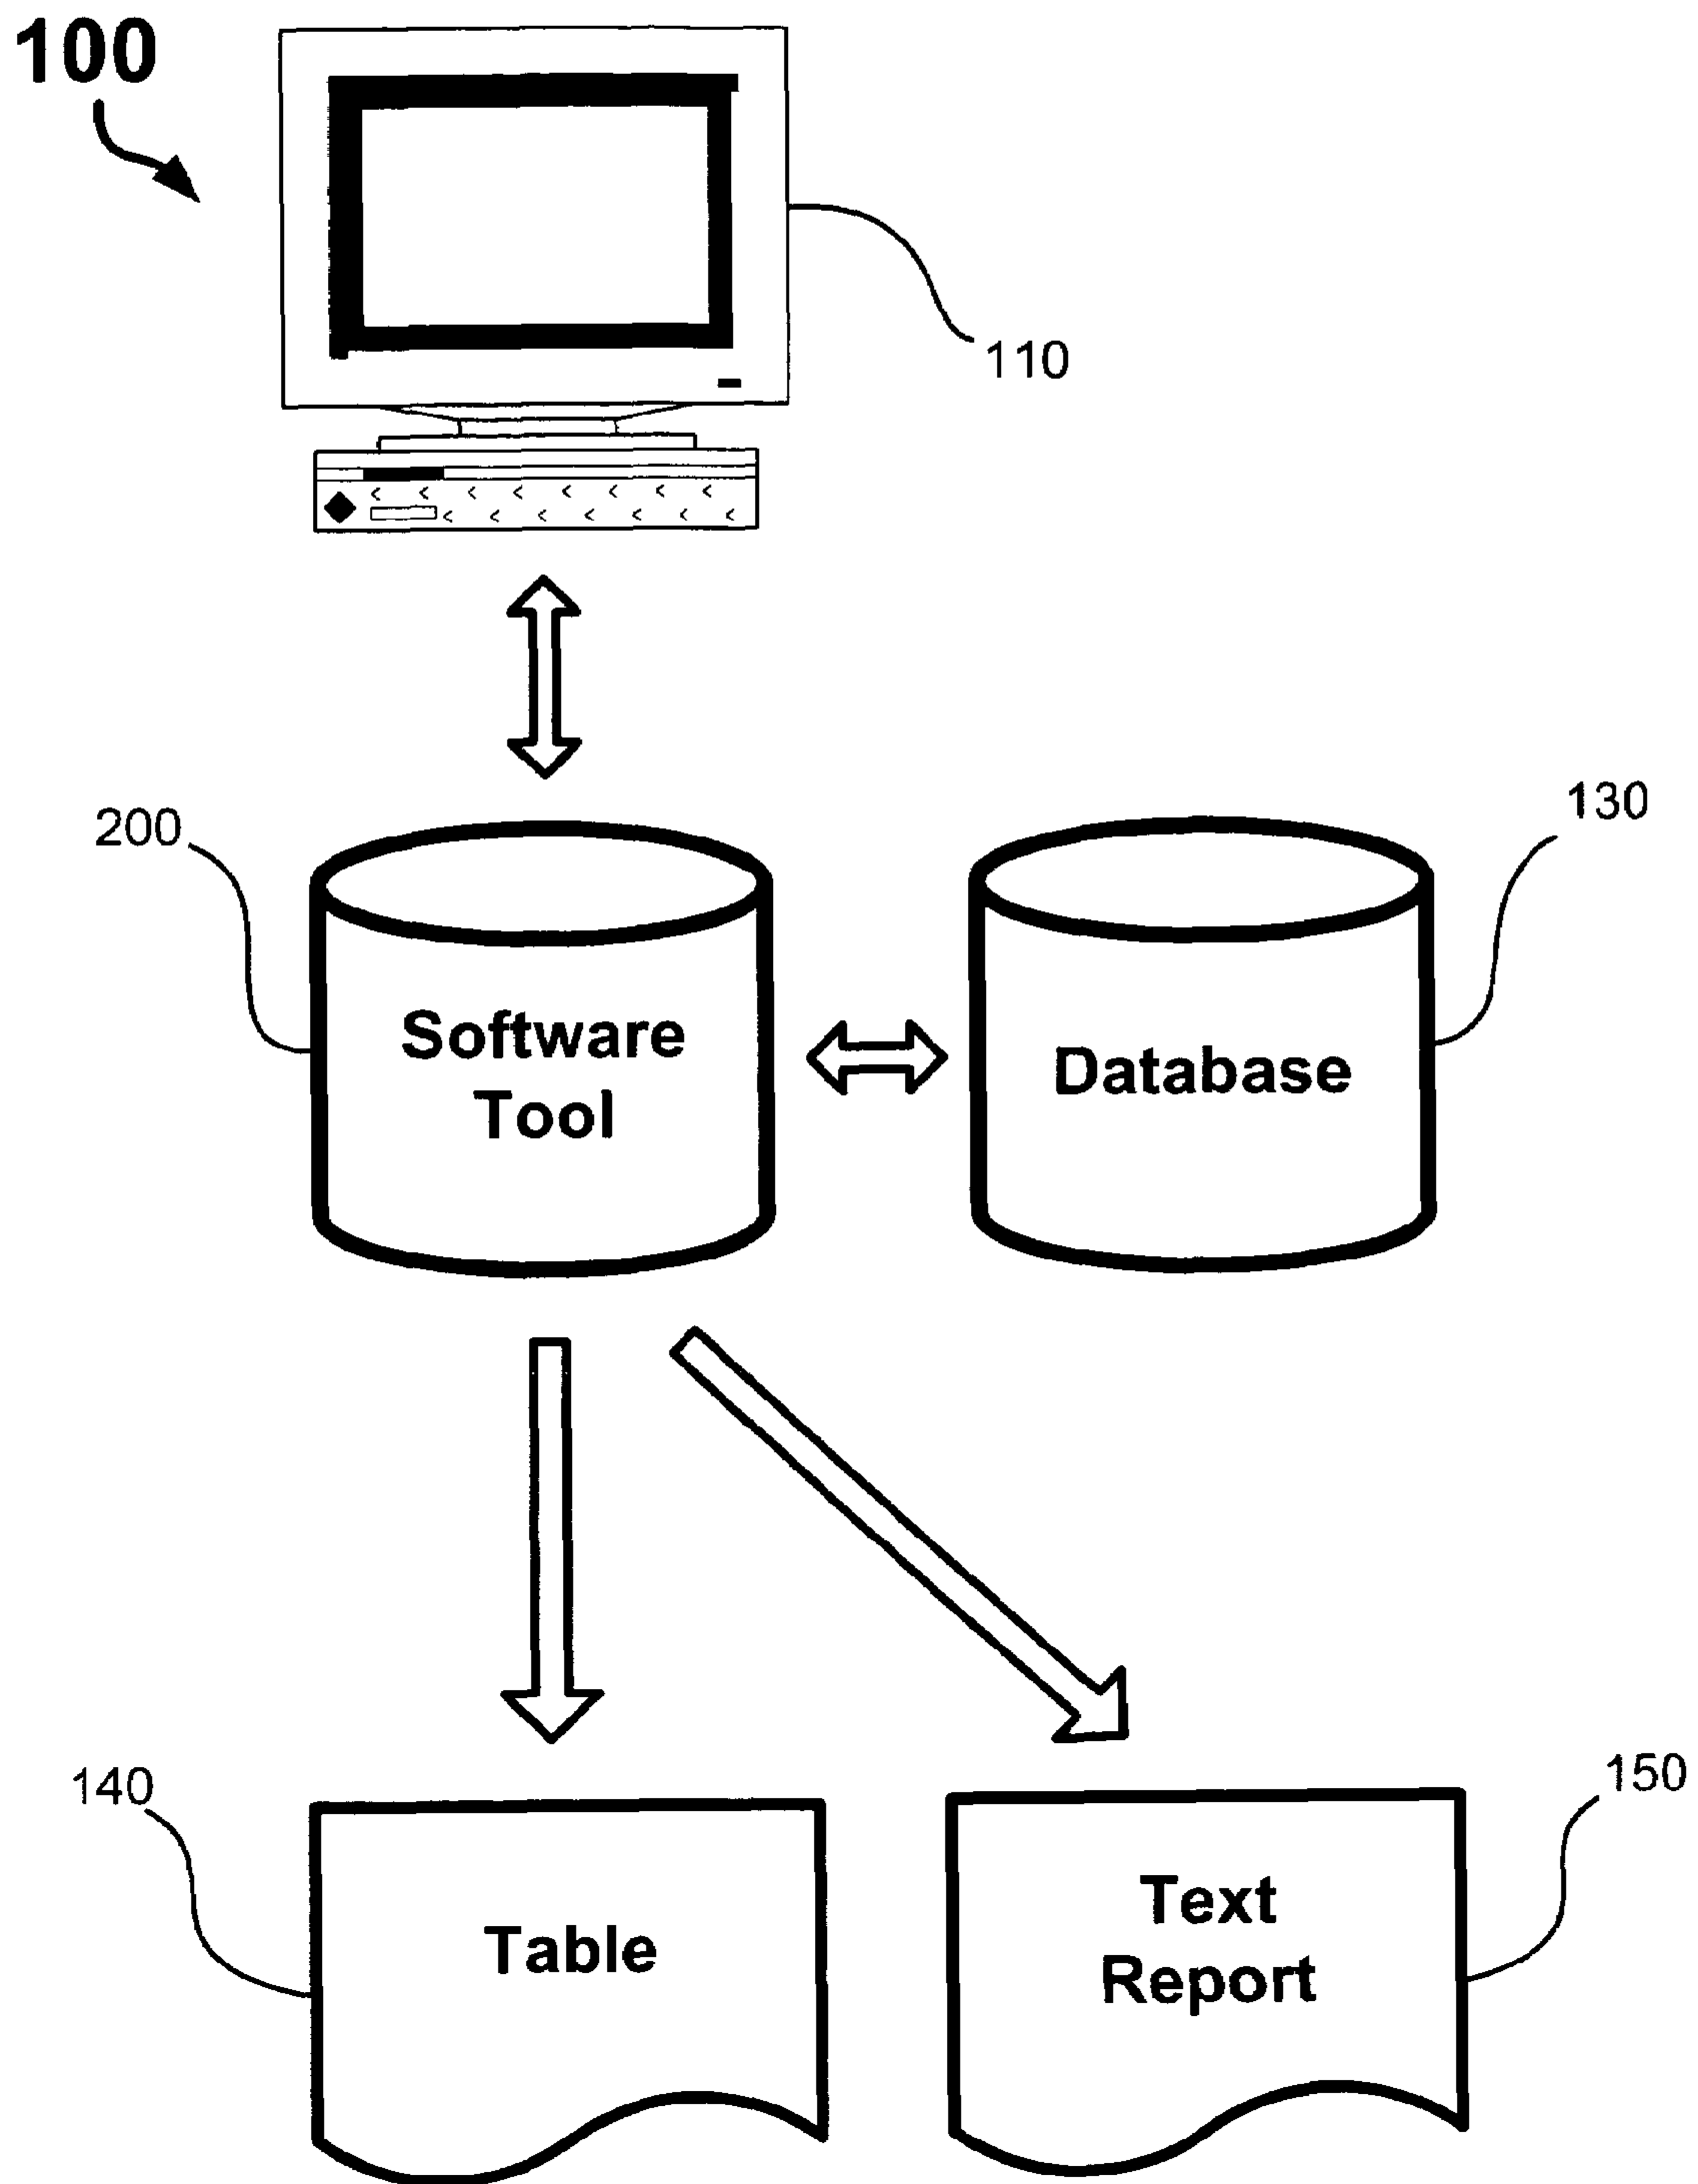 100
110
200
130
Software
Tool
Database
140
150
Table
Text
Report